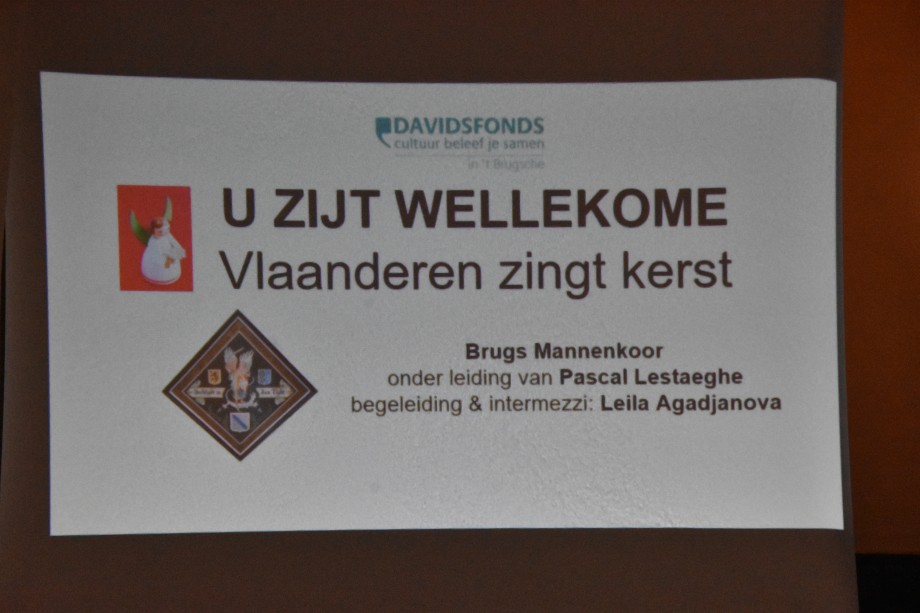 DAVIDSFONDS
cultuur beleef je samen
in 't Brugsche
U ZIJT WELLEKOME
Vlaanderen zingt kerst
Brugs Mannenkoor
onder leiding van Pascal Lestaeghe
begeleiding & intermezzi: Leila Agadjanova